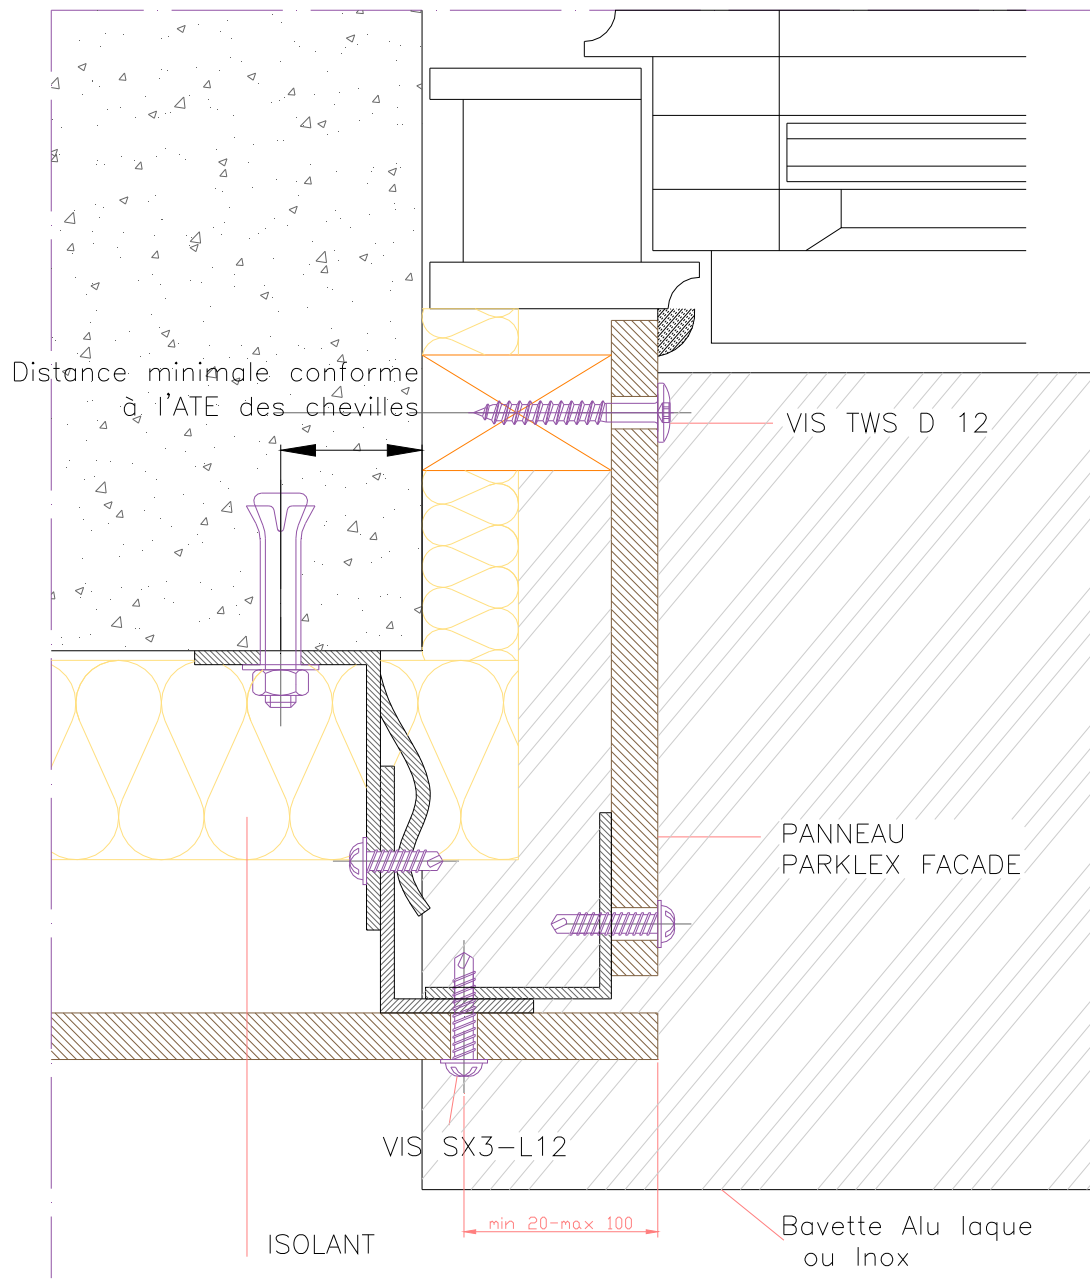 Distance minimale conforme
à l'ATE des chevilles
VIS TWS D 12
PANNEAU
PARKLEX FACADE
VIS SX3-L12
min 20-max 100
ISOLANT
Bavette Alu laque
ou Inox